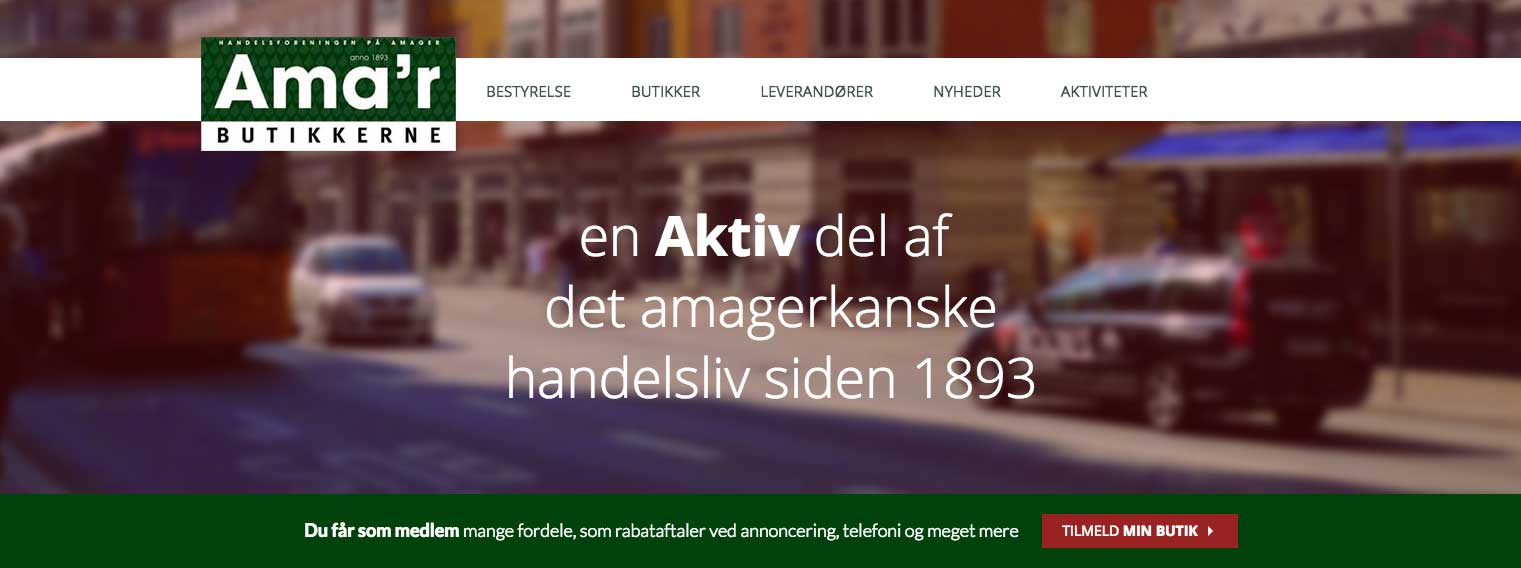 HANDELSFORENINGEN PÅ AMAGER
anno 1893
Ama'r
BUTIKKERNE
BESTYRELSE BUTIKKER LEVERANDØRER NYHEDER AKTIVITETER
en Aktiv del af
det amagerkanske
handelsliv siden 1893
Du får som medlem mange fordele, som rabataftaler ved annoncering, telefoni og meget mere TILMELD MIN BUTIK